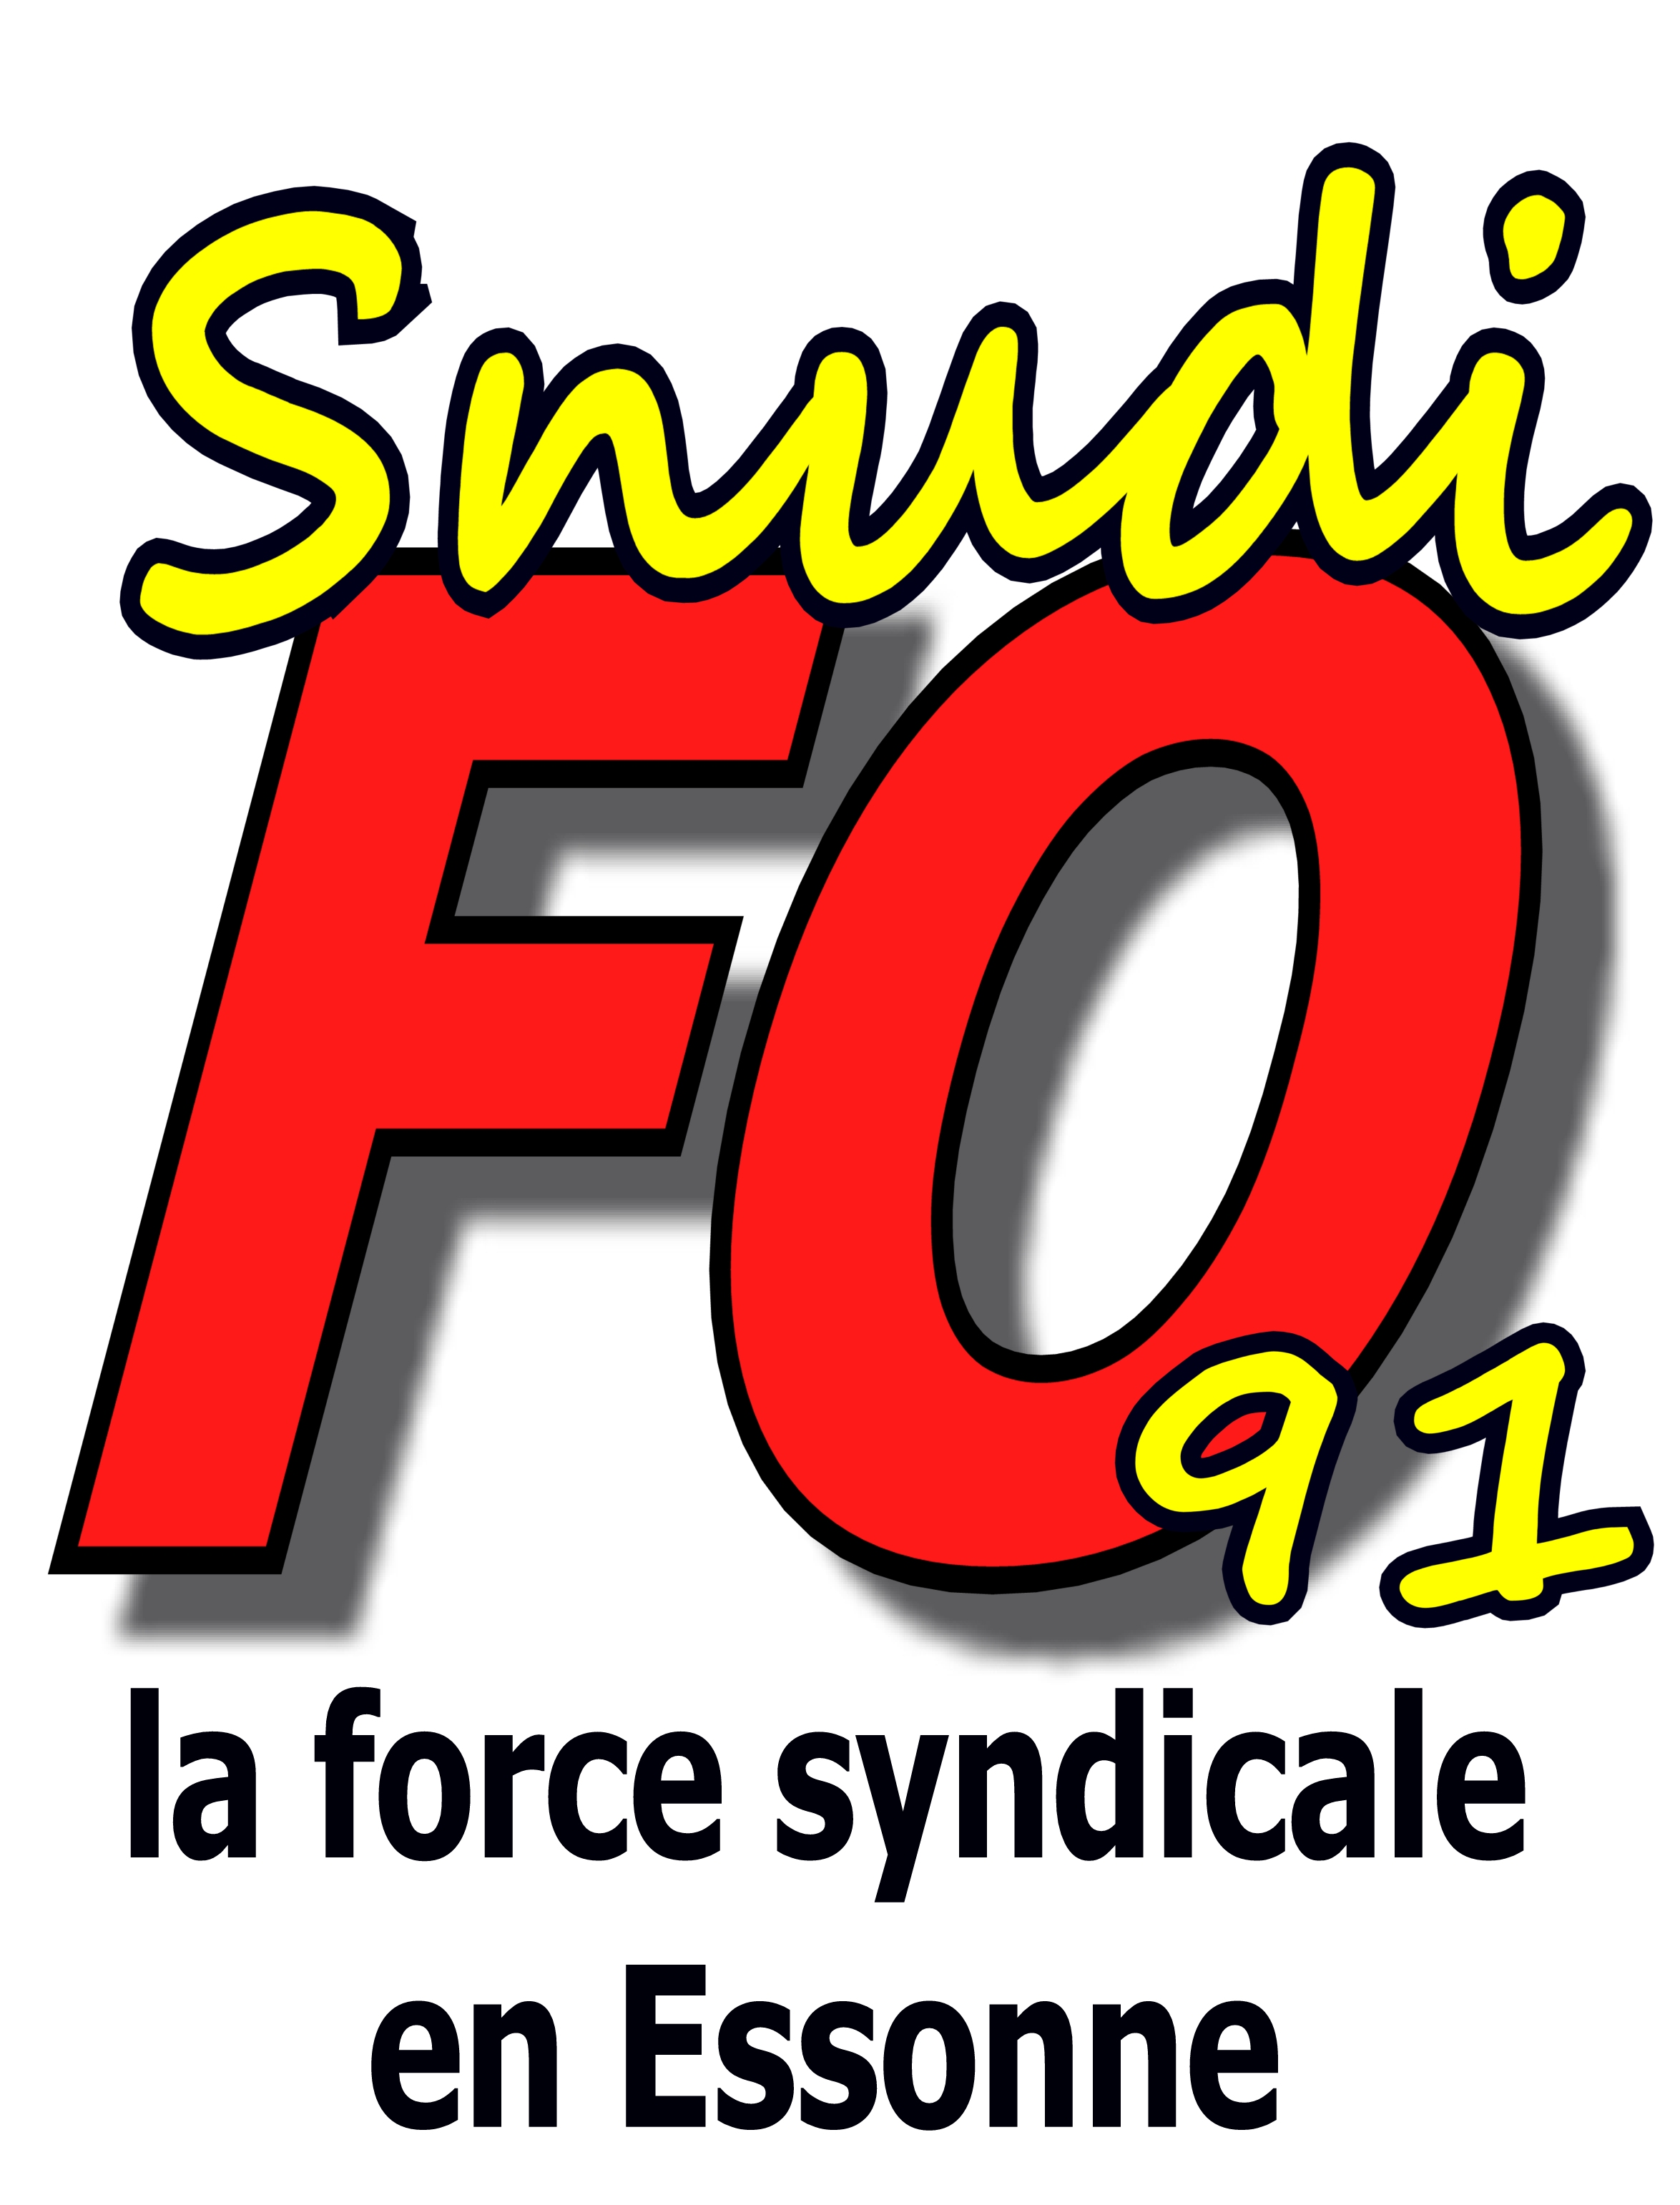 Snudi
FO
91
la force syndicale
en Essonne